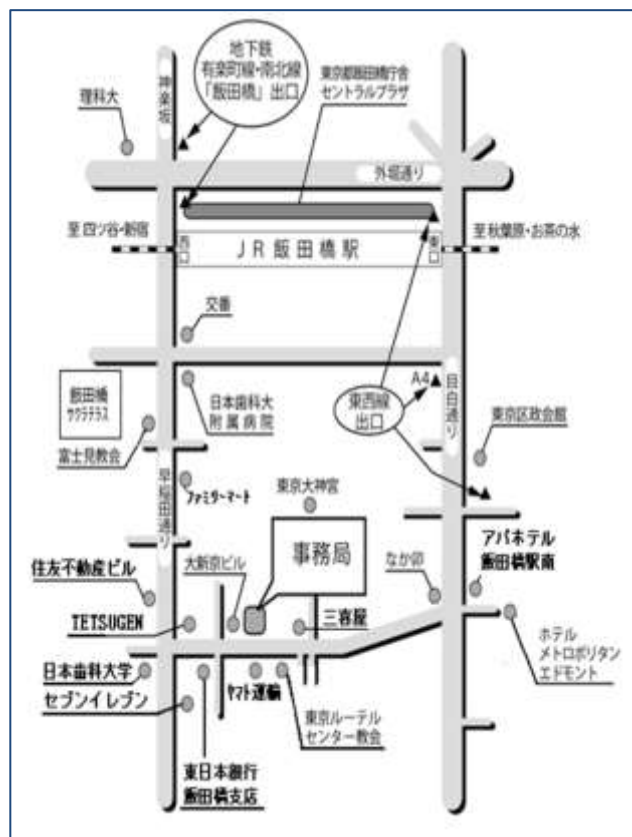 地下鉄
有楽町線・南北線
「飯田橋」出口
東京都飯田橋庁舎
セントラルプラザ
神楽坂
理科大
外堀通り
至四ツ谷・新宿
西口
JR飯田橋駅
東口
至秋葉原・お茶の水
交番
飯田橋
サクラテラス
日本歯科大
附属病院
A4
東西線
出口
目白通り
東京区政会館
富士見教会
早稲田通り
ファミリーマート
東京大神宮
事務局
大新京ビル
なか卯
アパホテル
飯田橋駅南
住友不動産ビル
TETSUGEN
三容屋
ホテル
メトロポリタン
エドモント
日本歯科大学
セブンイレブン
ヤマト運輸
東京ルーテル
センター教会
東日本銀行
飯田橋支店